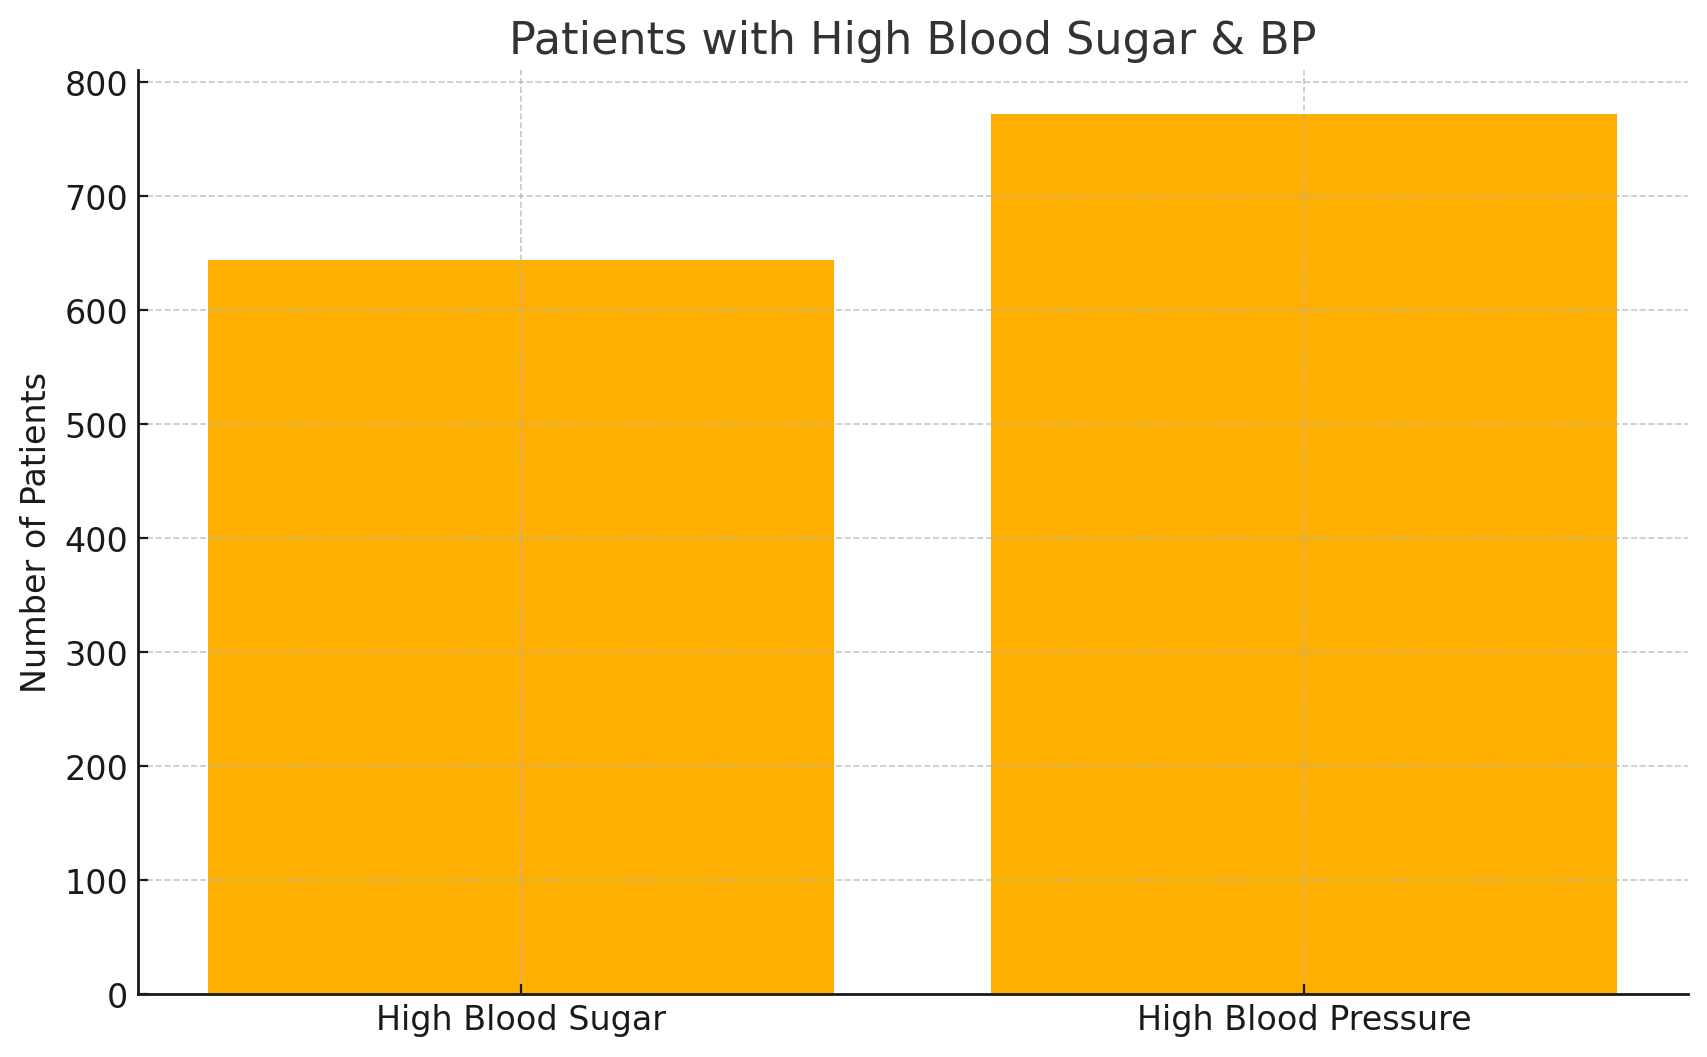 Patients with High Blood Sugar & BP
800
700
600
500
400
300
200
100
0
Number of Patients
High Blood Sugar
High Blood Pressure